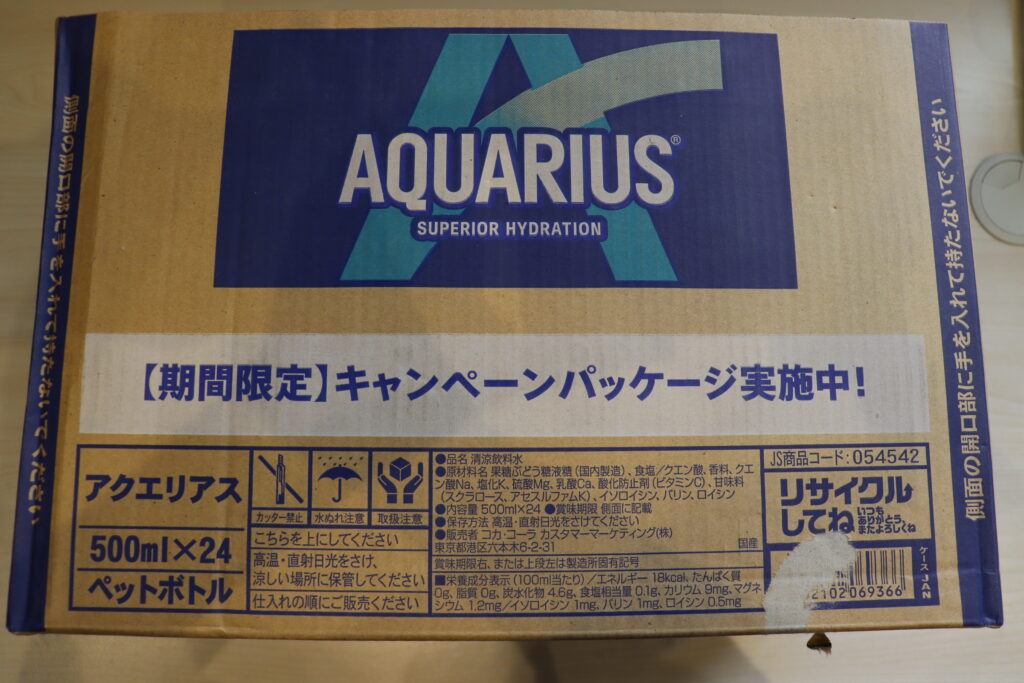 AQUARIUS®
SUPERIOR HYDRATION
側面の開口部に手を入れて持たないでください
側面の開口部に手を入れて持たないでください
【期間限定】キャンペーンパッケージ実施中!
アクエリアス
500ml×24
ペットボトル
カッター禁止
水ぬれ注意
取扱注意
こちらを上にしてください
高温・直射日光をさけ、
涼しい場所に保管してください
仕入れの順にご販売ください
●品名 清涼飲料水
●原材料名 果糖ぶどう糖液糖(国内製造)、食塩/クエン酸、香料、クエ
ン酸Na、塩化K、硫酸Mg、乳酸Ca、酸化防止剤(ビタミンC)、甘味料
(スクラロース、アセスルファムK)、イソロイシン、バリン、ロイシン
●内容量 500ml×24 ●賞味期限 側面に記載
●保存方法 高温・直射日光をさけてください
●販売者 コカ・コーラ カスタマーマーケティング(株)
東京都港区六本木6-2-31
国産
賞味期限右、または上段左は製造所固有記号
■栄養成分表示(100ml当たり)/エネルギー 18kcal、たんぱく質
0g、脂質 0g、炭水化物 4.6g、食塩相当量 0.1g、カリウム 9mg、マグネ
シウム 1.2mg/イソロイシン 1mg、バリン 1mg、ロイシン 0.5mg
JS商品コード:054542
リサイクル
してね
いつも
ありがとう
またよろしくね
ケースJAN
02102069366